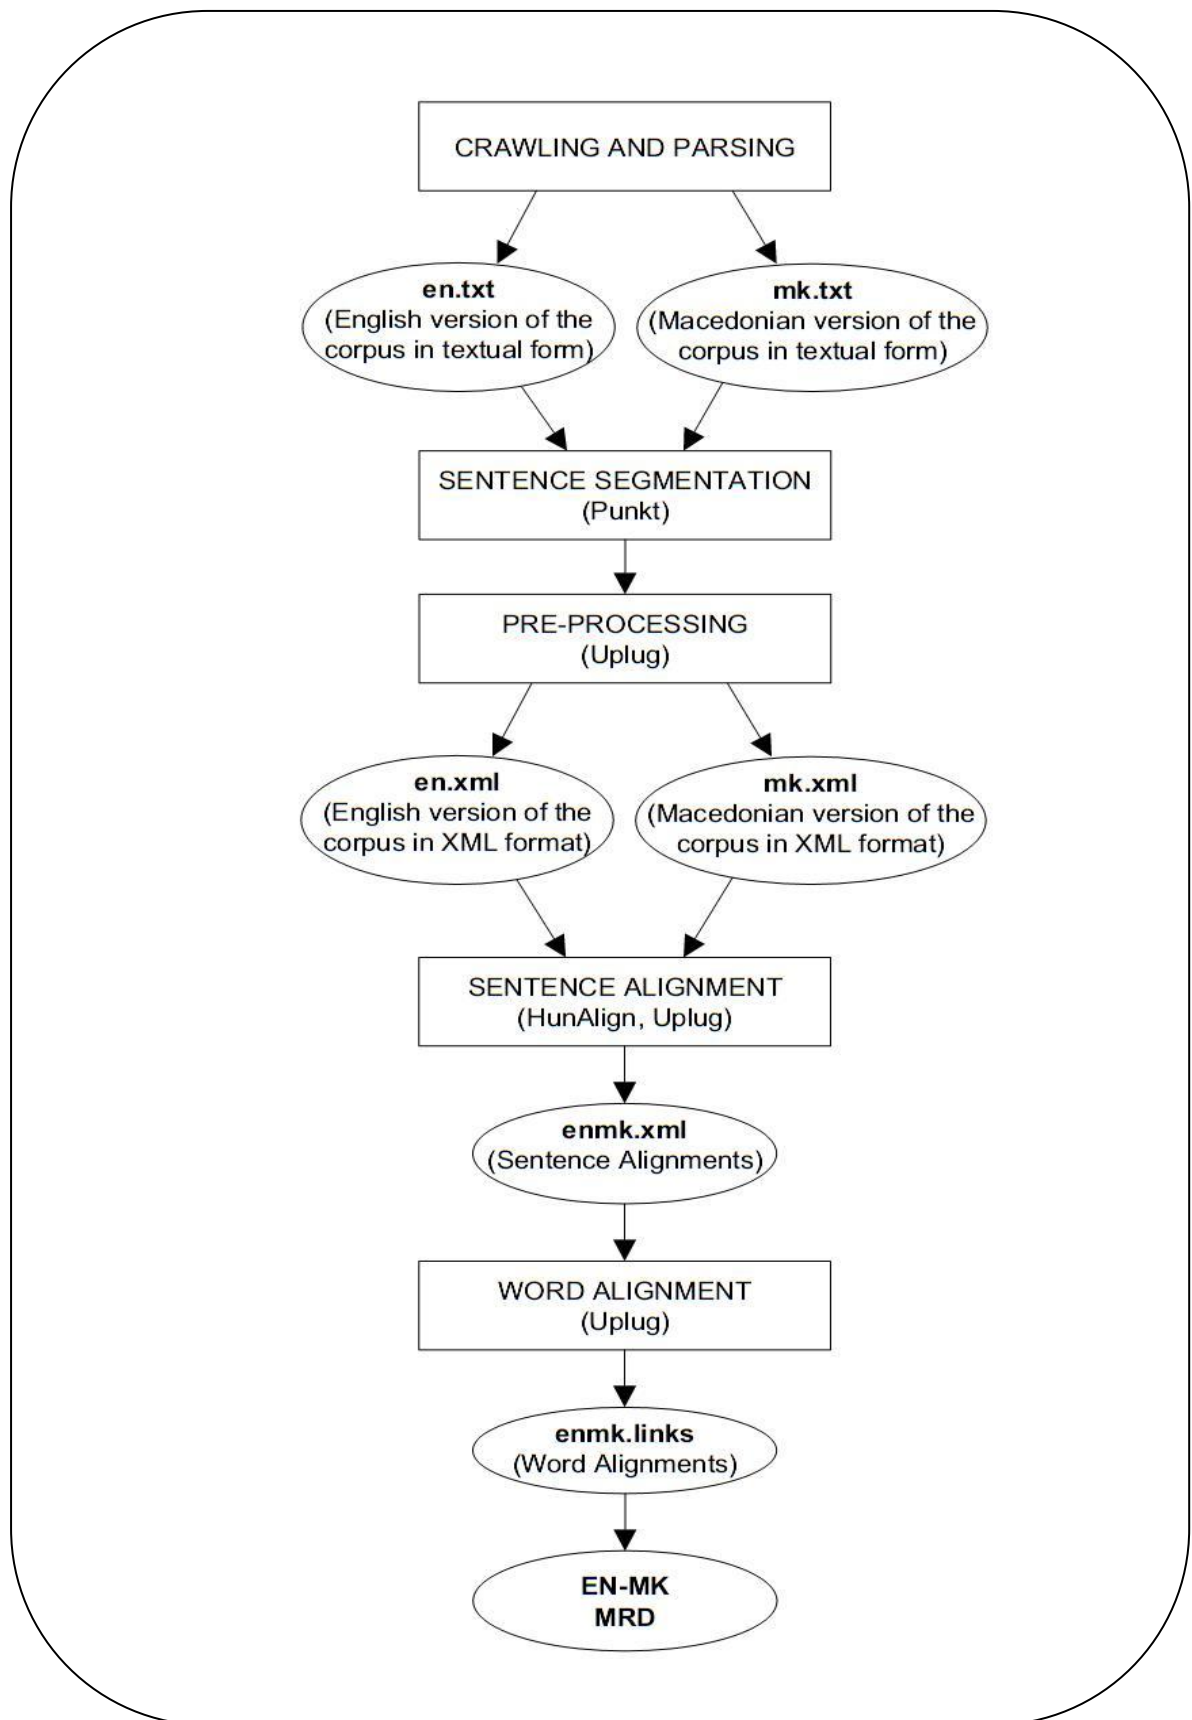 CRAWLING AND PARSING
en.txt
(English version of the
corpus in textual form)
mk.txt
(Macedonian version of the
corpus in textual form)
SENTENCE SEGMENTATION
(Punkt)
PRE-PROCESSING
(Uplug)
en.xml
(English version of the
corpus in XML format)
mk.xml
(Macedonian version of the
corpus in XML format)
SENTENCE ALIGNMENT
(HunAlign, Uplug)
enmk.xml
(Sentence Alignments)
WORD ALIGNMENT
(Uplug)
enmk.links
(Word Alignments)
EN-MK
MRD